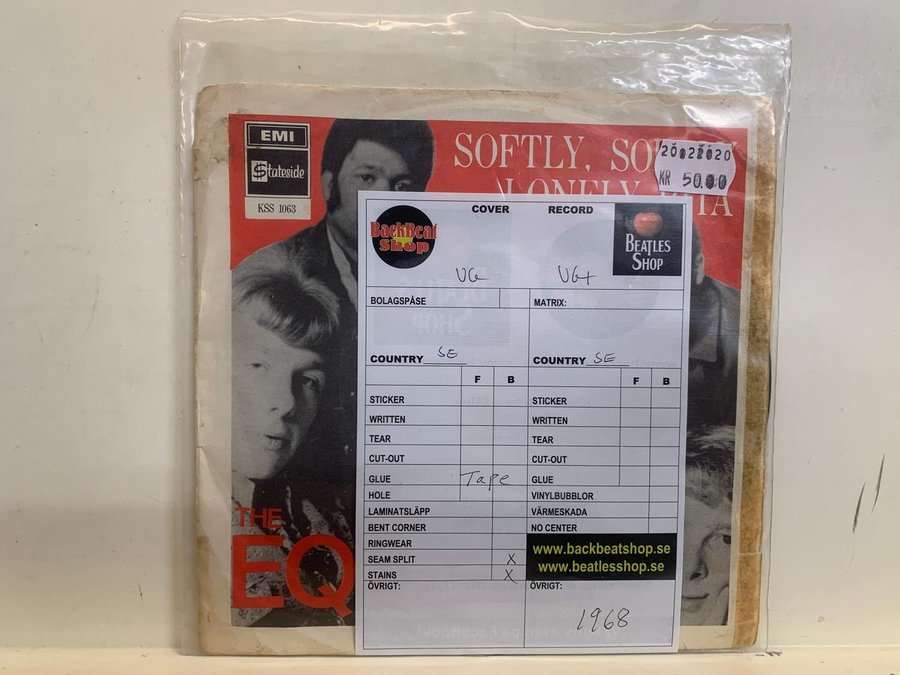 EMI
Stateside
KSS 1063
SOFTLY,
LONELY
20022020
KR 50.00
BackBeat
Shop
COVER
RECORD
BEATLES
SHOP
VG
VG+
BOLAGSPÅSE
MATRIX:
COUNTRY SE
COUNTRY SE
F B
F B
STICKER
STICKER
WRITTEN
WRITTEN
TEAR
TEAR
CUT-OUT
CUT-OUT
GLUE Tape
GLUE
HOLE
VINYLBUBBLOR
LAMINATSLÄPP
VÄRMESKADA
BENT CORNER
NO CENTER
RINGWEAR
www.backbeatshop.se
www.beatlesshop.se
SEAM SPLIT X
STAINS X
ÖVRIGT:
ÖVRIGT:
1968
THE
EQ